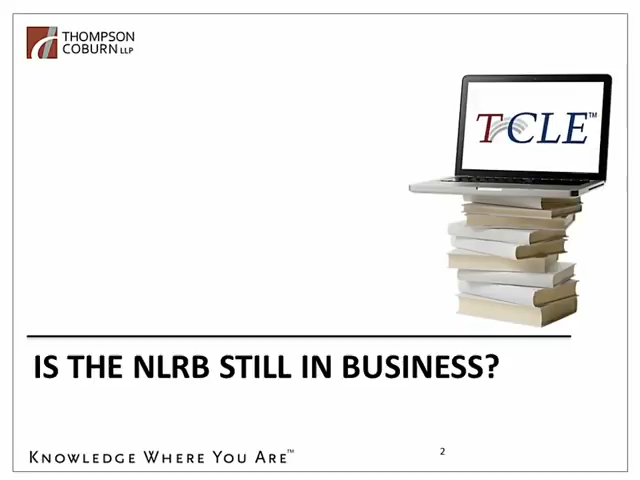 THOMPSON
COBURN LLP
TCLE™
IS THE NLRB STILL IN BUSINESS?
KNOWLEDGE WHERE YOU ARE™
2